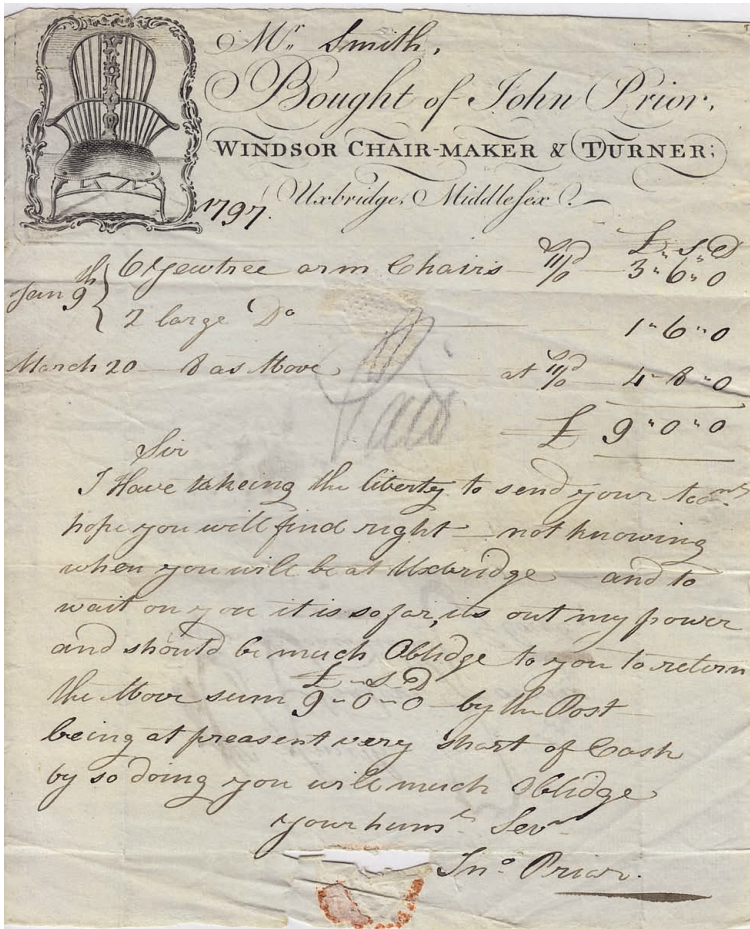 Mr. Smith,
Bought of John Prior,
WINDSOR CHAIR-MAKER & TURNER;
Uxbridge, Middlesex
1797.
£ " S " D
S D
Jan 9th 6 Yewtree arm Chairs 11/0 3 " 6 " 0
2 large Do 1 " 6 " 0
S D
March 20 8 as Above at 11/0 4 - 8 - 0
Paid
£ 9 " 0 " 0
Sir
I Have takeing the liberty to send your Accmt
hope you will find right not knowing
when you will be at Uxbridge and to
wait on you it is so far, its out my power
and should be much Oblidge to you to return
£ - S - D
the Above sum 9 - 0 - 0 by the Post
being at preasent very short of Cash
by so doing you will much Oblidge
your humle Servt
Jno Prior.